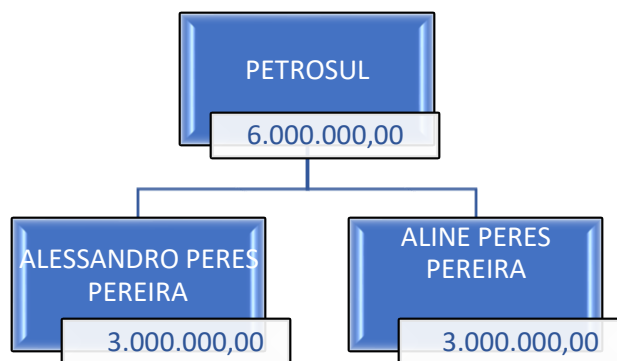 PETROSUL
6.000.000,00
ALESSANDRO PERES
PEREIRA
3.000.000,00
ALINE PERES
PEREIRA
3.000.000,00